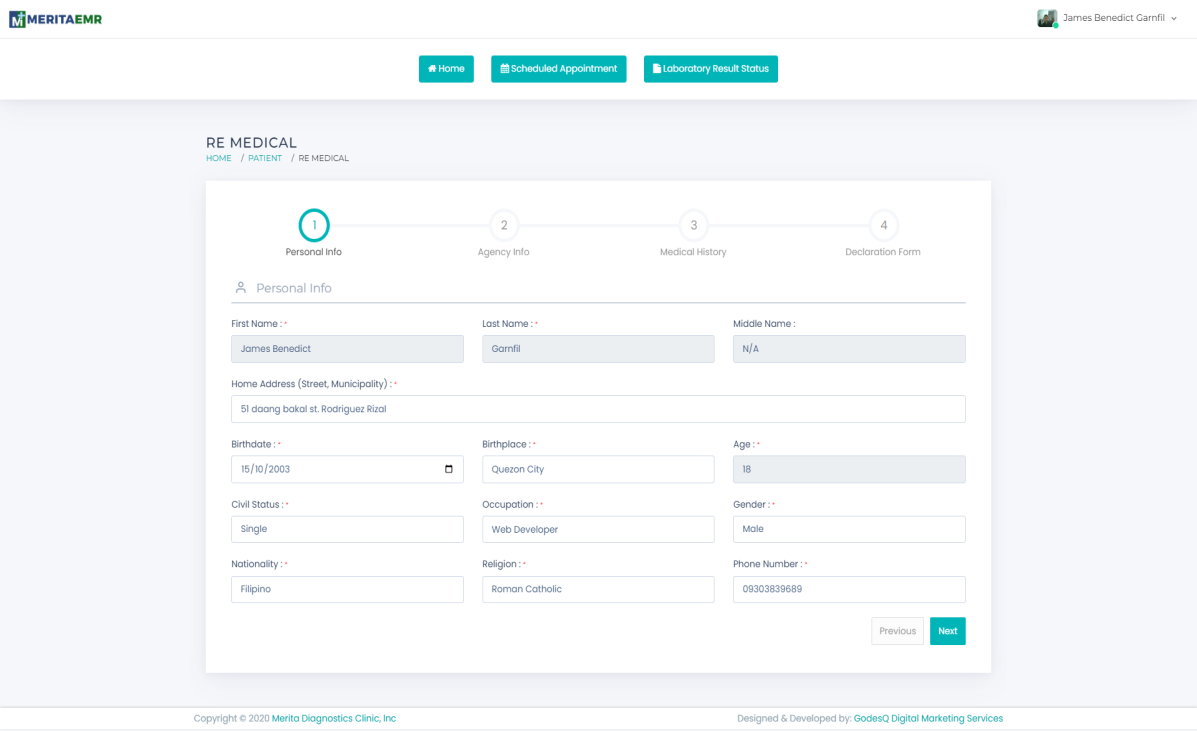 MERITAEMR
James Benedict Garnfil
Home
Scheduled Appointment
Laboratory Result Status
RE MEDICAL
HOME / PATIENT / RE MEDICAL
1 2 3 4
Personal Info Agency Info Medical History Declaration Form
Personal Info
First Name : * Last Name : * Middle Name :
James Benedict Garnfil N/A
Home Address (Street, Municipality) : *
51 daang bakal st. Rodriguez Rizal
Birthdate : * Birthplace : * Age : *
15/10/2003 Quezon City 18
Civil Status : * Occupation : * Gender : *
Single Web Developer Male
Nationality : * Religion : * Phone Number : *
Filipino Roman Catholic 09303839689
Previous Next
Copyright © 2020 Merita Diagnostics Clinic, Inc Designed & Developed by: GodesQ Digital Marketing Services